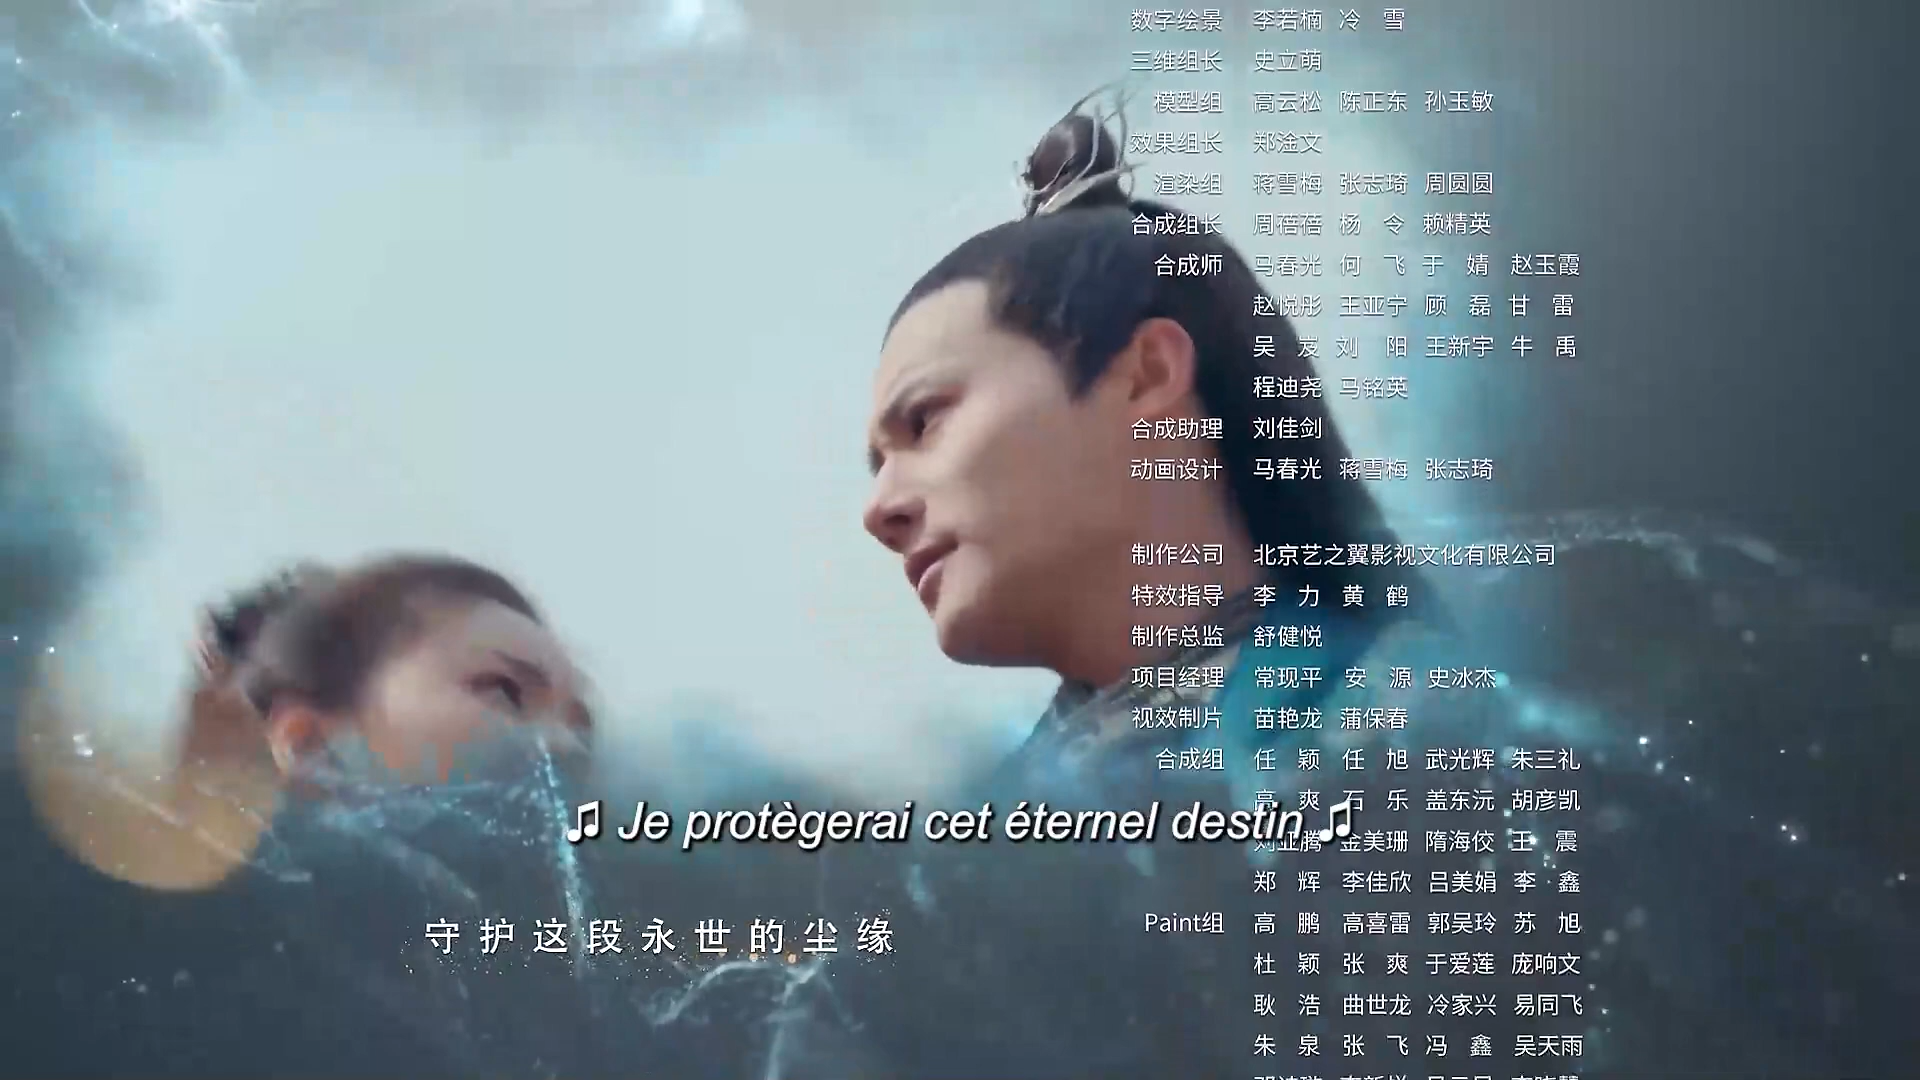 数字绘景 李若楠 冷 雪
三维组长 史立萌
模型组 高云松 陈正东 孙玉敏
效果组长 郑淦文
渲染组 蒋雪梅 张志琦 周圆圆
合成组长 周蓓蓓 杨 令 赖精英
合成师 马春光 何 飞 于 婧 赵玉霞
赵悦彤 王亚宁 顾 磊 甘 雷
吴 岌 刘 阳 王新宇 牛 禹
程迪尧 马铭英
合成助理 刘佳剑
动画设计 马春光 蒋雪梅 张志琦
制作公司 北京艺之翼影视文化有限公司
特效指导 李 力 黄 鹤
制作总监 舒健悦
项目经理 常现平 安 源 史冰杰
视效制片 苗艳龙 蒲保春
合成组 任 颖 任 旭 武光辉 朱三礼
高 爽 石 乐 盖东沅 胡彦凯
♫ Je protègerai cet éternel destin ♫
刘亚腾 金美珊 隋海佼 王 震
郑 辉 李佳欣 吕美娟 李 鑫
Paint组 高 鹏 高喜雷 郭吴玲 苏 旭
守护这段永世的尘缘
杜 颖 张 爽 于爱莲 庞响文
耿 浩 曲世龙 冷家兴 易同飞
朱 泉 张 飞 冯 鑫 吴天雨